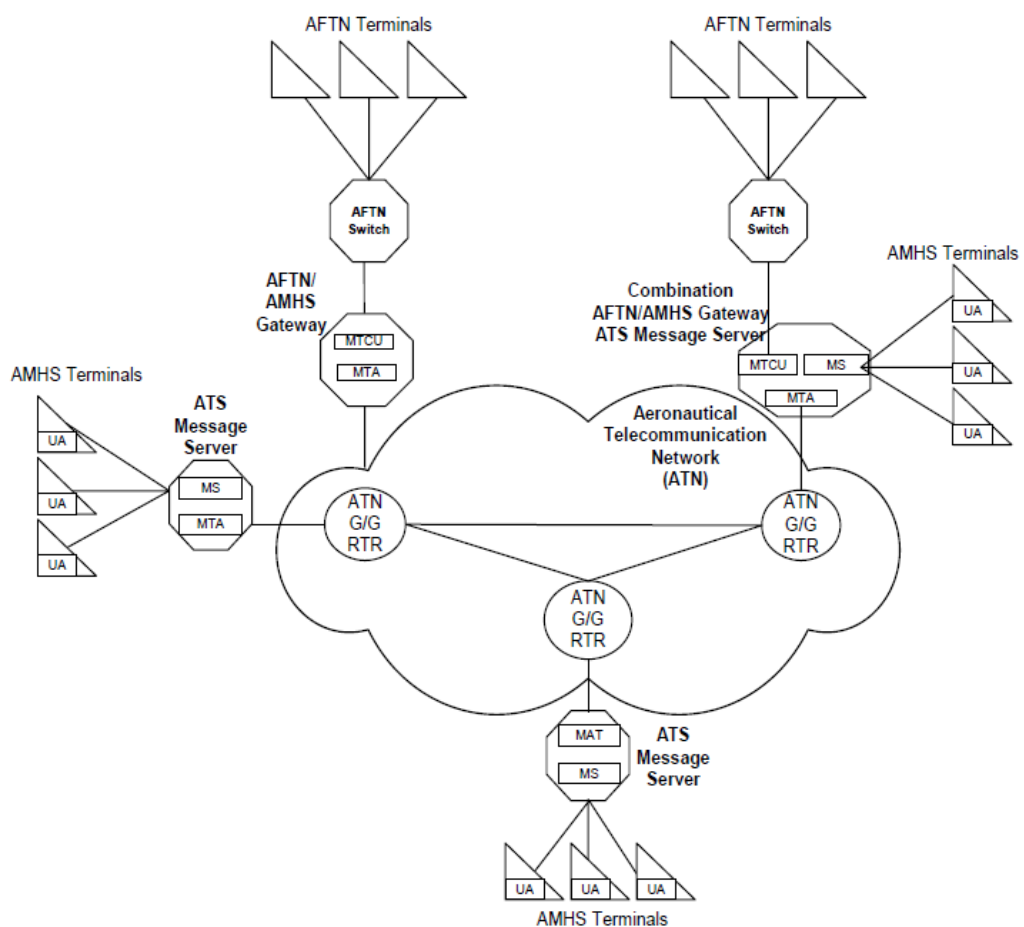 AFTN Terminals
AFTN Terminals
AFTN
Switch
AFTN
Switch
AFTN/
AMHS
Gateway
MTCU
MTA
Combination
AFTN/AMHS Gateway
ATS Message Server
MTCU
MS
MTA
AMHS Terminals
UA
UA
UA
AMHS Terminals
UA
UA
UA
ATS
Message
Server
MS
MTA
Aeronautical
Telecommunication
Network
(ATN)
ATN
G/G
RTR
ATN
G/G
RTR
ATN
G/G
RTR
MAT
MS
ATS
Message
Server
UA
UA
UA
AMHS Terminals